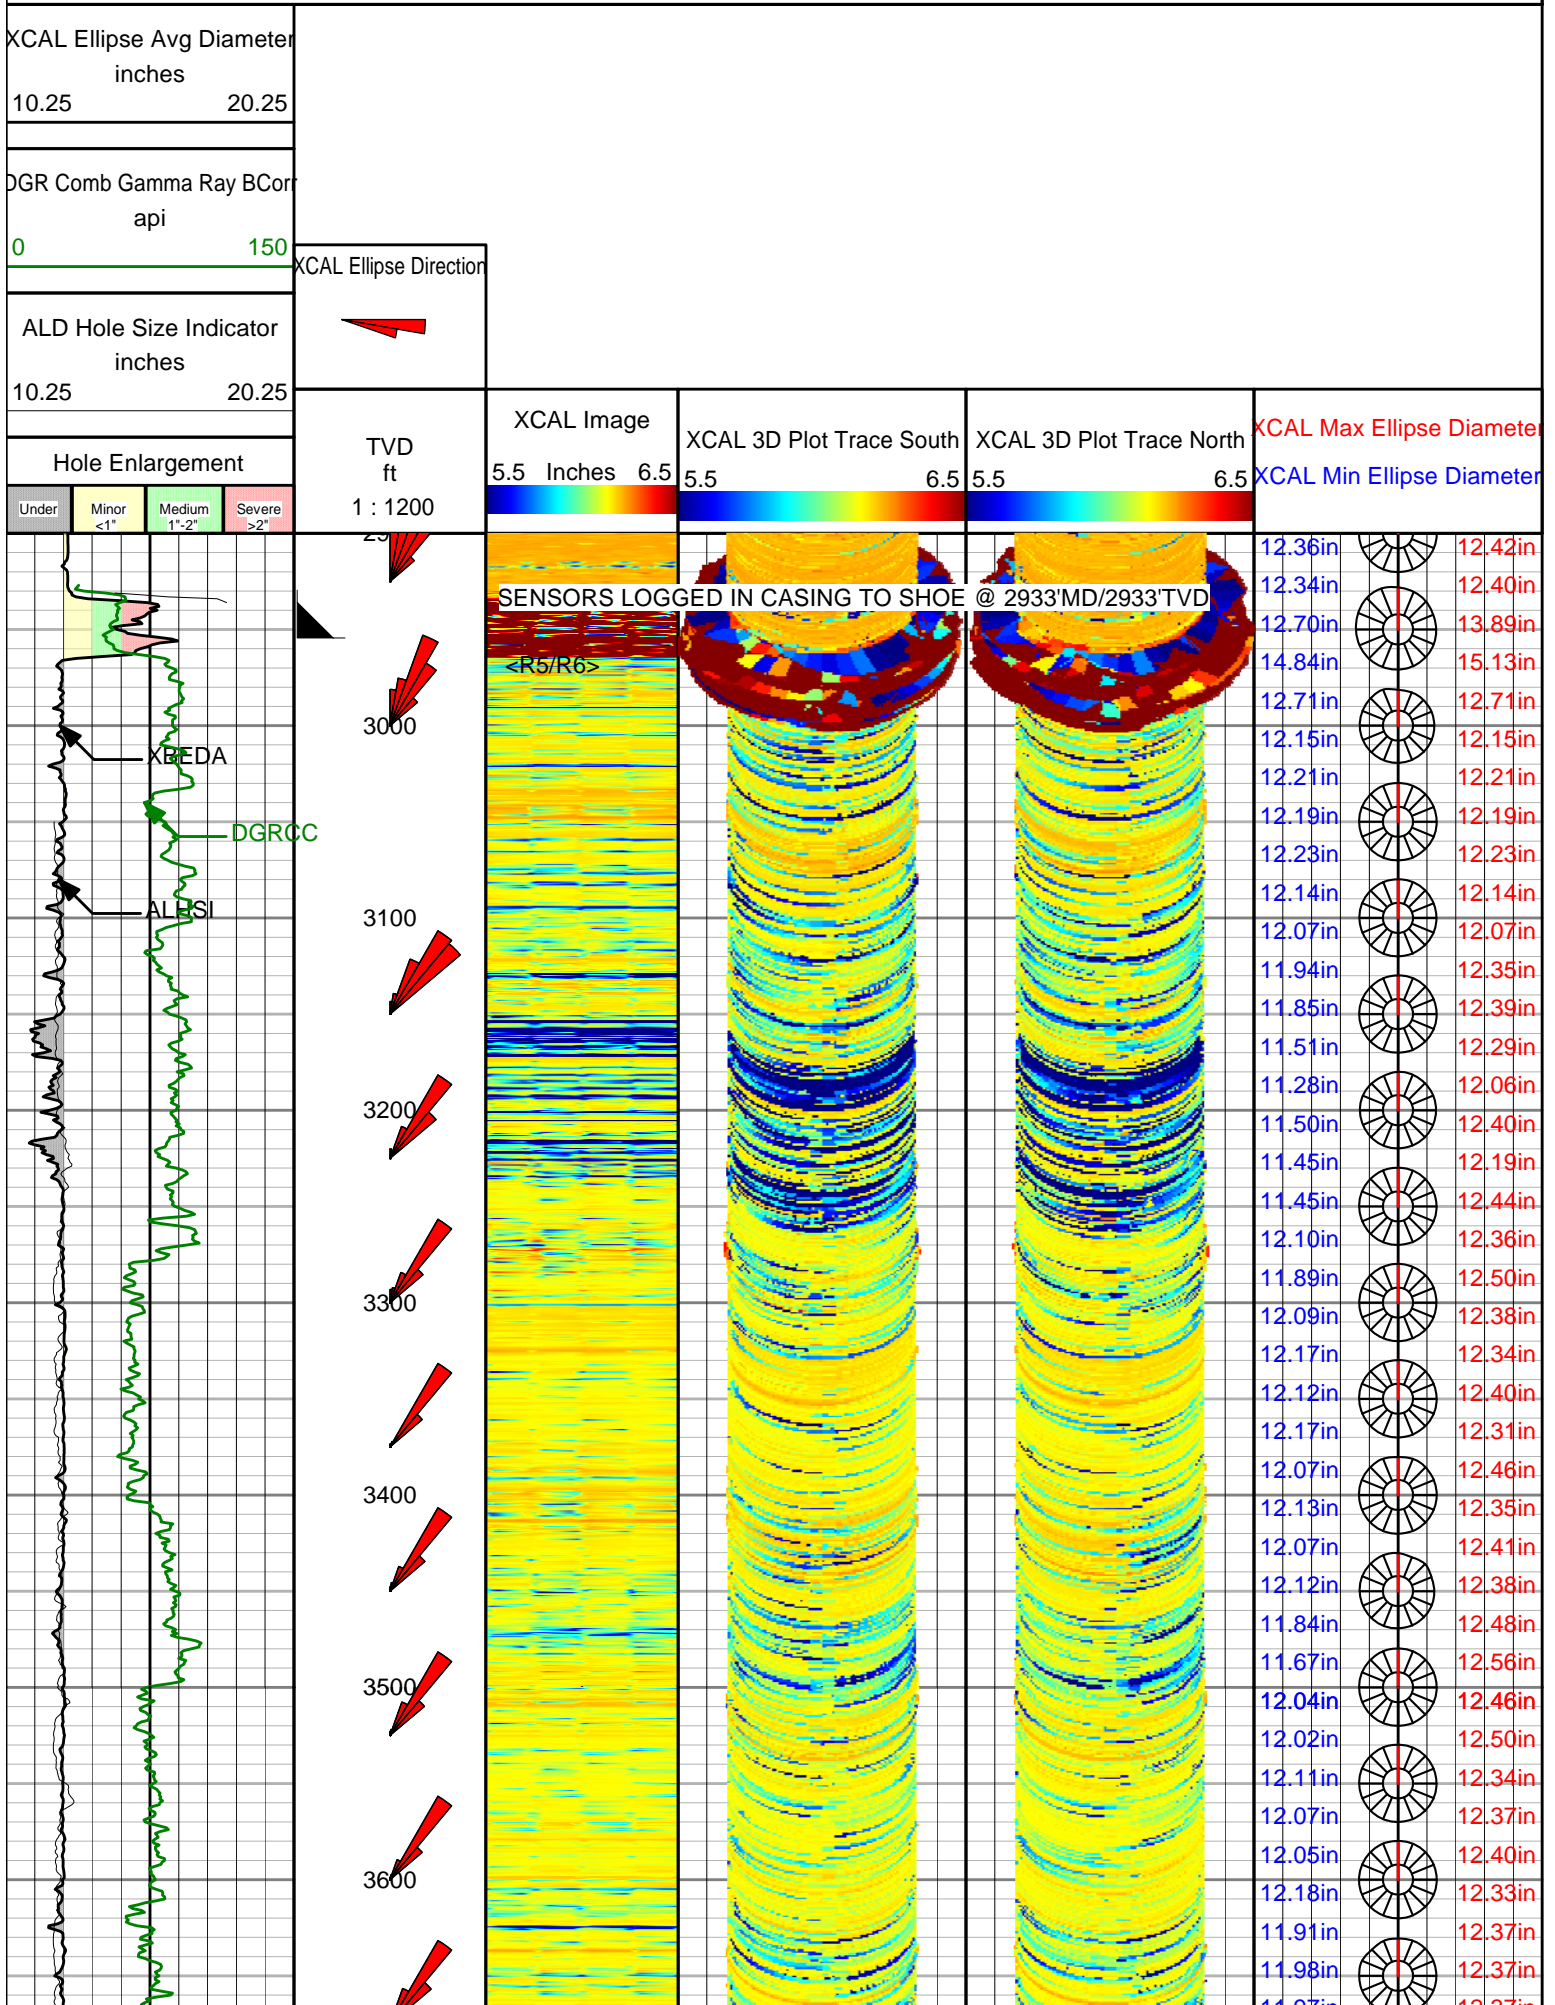 XCAL Ellipse Avg Diameter
inches
10.25 20.25
DGR Comb Gamma Ray BCorr
api
0 150
XCAL Ellipse Direction
ALD Hole Size Indicator
inches
10.25 20.25
Hole Enlargement
Under Minor <1" Medium 1"-2" Severe >2"
TVD
ft
1 : 1200
XCAL Image
5.5 Inches 6.5
XCAL 3D Plot Trace South
5.5 6.5
XCAL 3D Plot Trace North
5.5 6.5
XCAL Max Ellipse Diameter
XCAL Min Ellipse Diameter
12.36in 12.42in
12.34in 12.40in
SENSORS LOGGED IN CASING TO SHOE @ 2933'MD/2933'TVD
12.70in 13.89in
<R5/R6>
14.84in 15.13in
12.71in 12.71in
3000
12.15in 12.15in
XBEDA
12.21in 12.21in
12.19in 12.19in
DGRCC
12.23in 12.23in
12.14in 12.14in
ALHSI
3100
12.07in 12.07in
11.94in 12.35in
11.85in 12.39in
11.51in 12.29in
11.28in 12.06in
3200
11.50in 12.40in
11.45in 12.19in
11.45in 12.44in
12.10in 12.36in
11.89in 12.50in
3300
12.09in 12.38in
12.17in 12.34in
12.12in 12.40in
12.17in 12.31in
12.07in 12.46in
3400
12.13in 12.35in
12.07in 12.41in
12.12in 12.38in
11.84in 12.48in
11.67in 12.56in
3500
12.04in 12.46in
12.02in 12.50in
12.11in 12.34in
12.07in 12.37in
12.05in 12.40in
3600
12.18in 12.33in
11.91in 12.37in
11.98in 12.37in